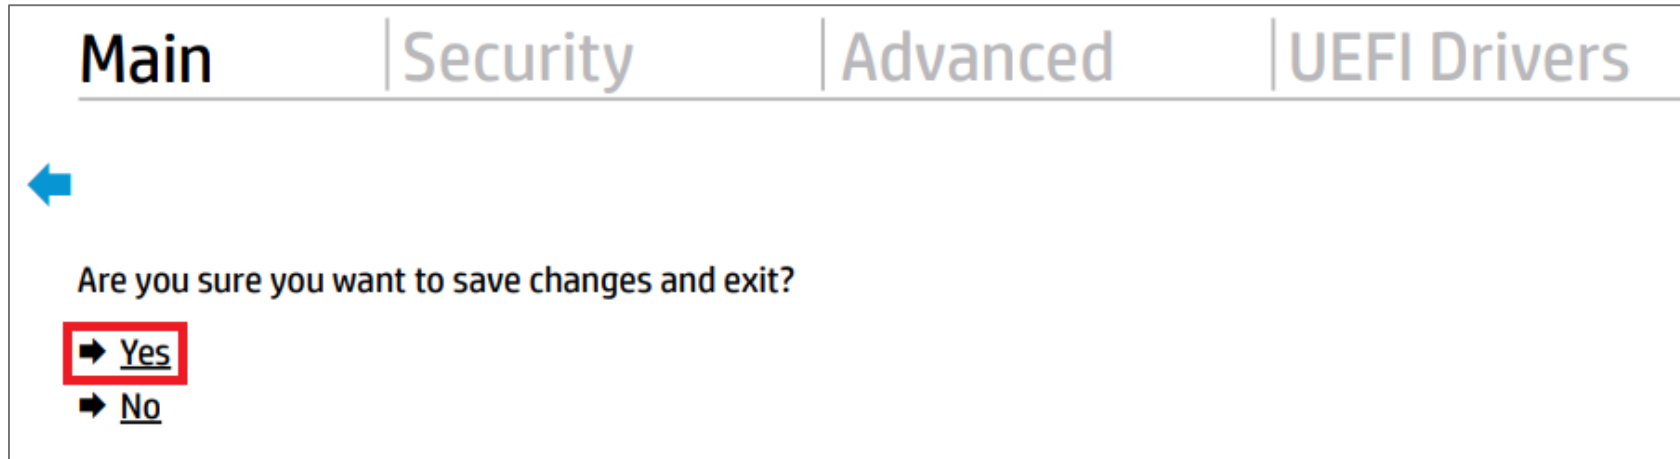 Main Security Advanced UEFI Drivers
Are you sure you want to save changes and exit?
Yes
No